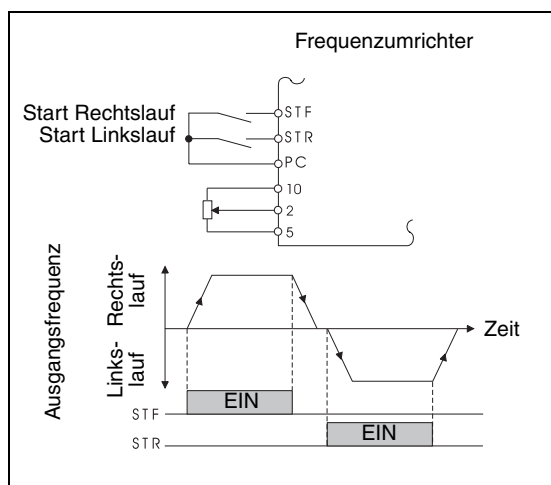 Frequenzumrichter
Start Rechtslauf
Start Linkslauf
STF
STR
PC
10
2
5
Ausgangsfrequenz
Rechts-
lauf
Links-
lauf
Zeit
EIN
STF
EIN
STR